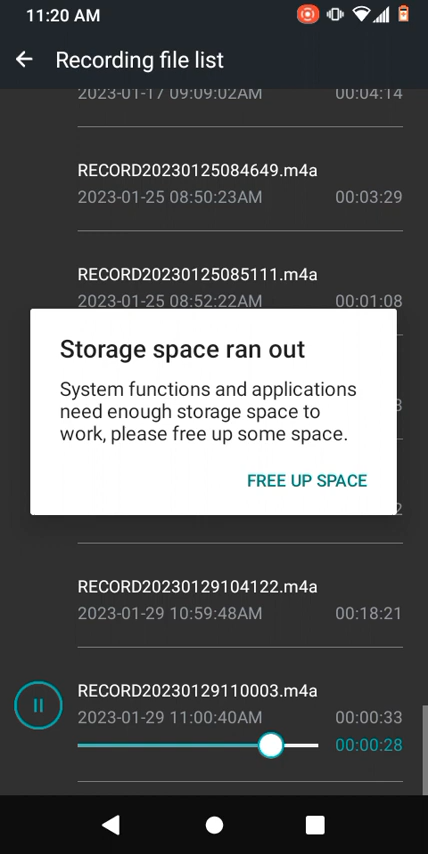 11:20 AM
Recording file list
2023-01-17 09:09:02AM 00:04:14
RECORD20230125084649.m4a
2023-01-25 08:50:23AM 00:03:29
RECORD20230125085111.m4a
2023-01-25 08:52:22AM 00:01:08
Storage space ran out
System functions and applications
need enough storage space to
work, please free up some space.
FREE UP SPACE
RECORD20230129104122.m4a
2023-01-29 10:59:48AM 00:18:21
RECORD20230129110003.m4a
2023-01-29 11:00:40AM 00:00:33
00:00:28